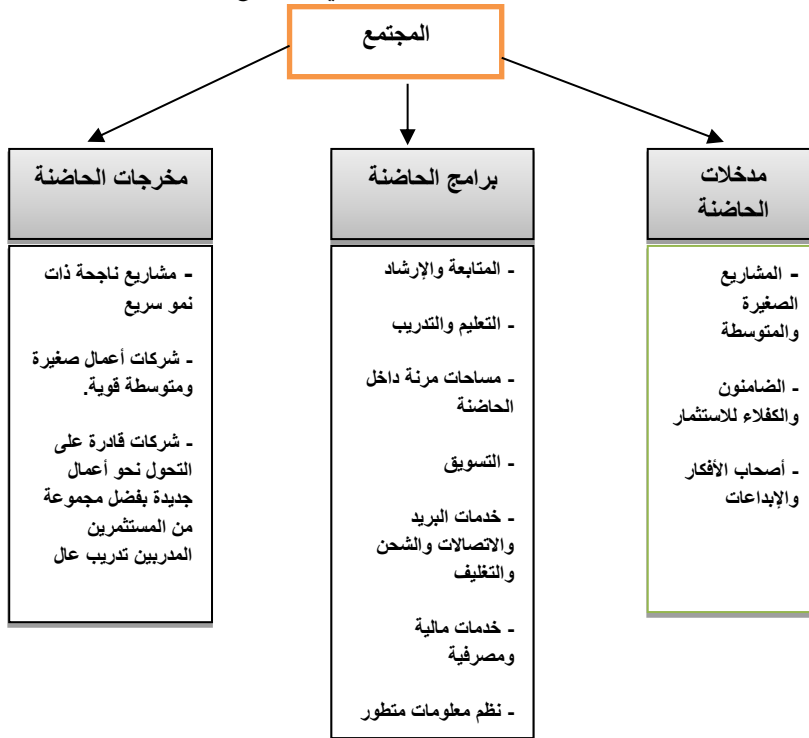 المجتمع
مدخلات
الحاضنة
- المشاريع
الصغيرة
والمتوسطة
- الضامنون
والكفلاء للاستثمار
- أصحاب الأفكار
والإبداعات
برامج الحاضنة
- المتابعة والإرشاد
- التعليم والتدريب
- مساحات مرنة داخل
الحاضنة
- التسويق
- خدمات البريد
والاتصالات والشحن
والتغليف
- خدمات مالية
ومصرفية
- نظم معلومات متطور
مخرجات الحاضنة
- مشاريع ناجحة ذات
نمو سريع
- شركات أعمال صغيرة
ومتوسطة قوية.
- شركات قادرة على
التحول نحو أعمال
جديدة بفضل مجموعة
من المستثمرين
المدربين تدريب عال